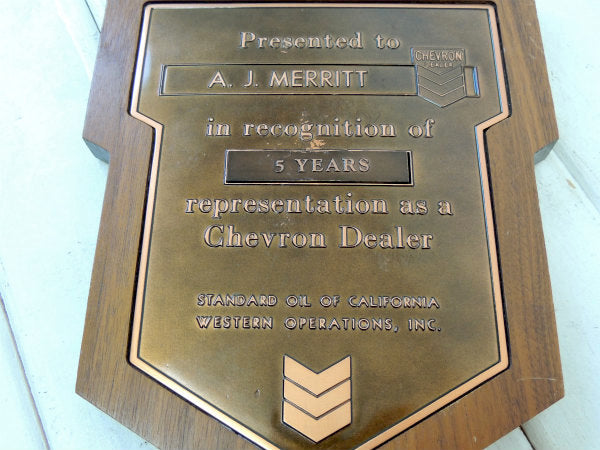 Presented to
CHEVRON
DEALER
A. J. MERRITT
in recognition of
5 YEARS
representation as a
Chevron Dealer
STANDARD OIL OF CALIFORNIA
WESTERN OPERATIONS, INC.